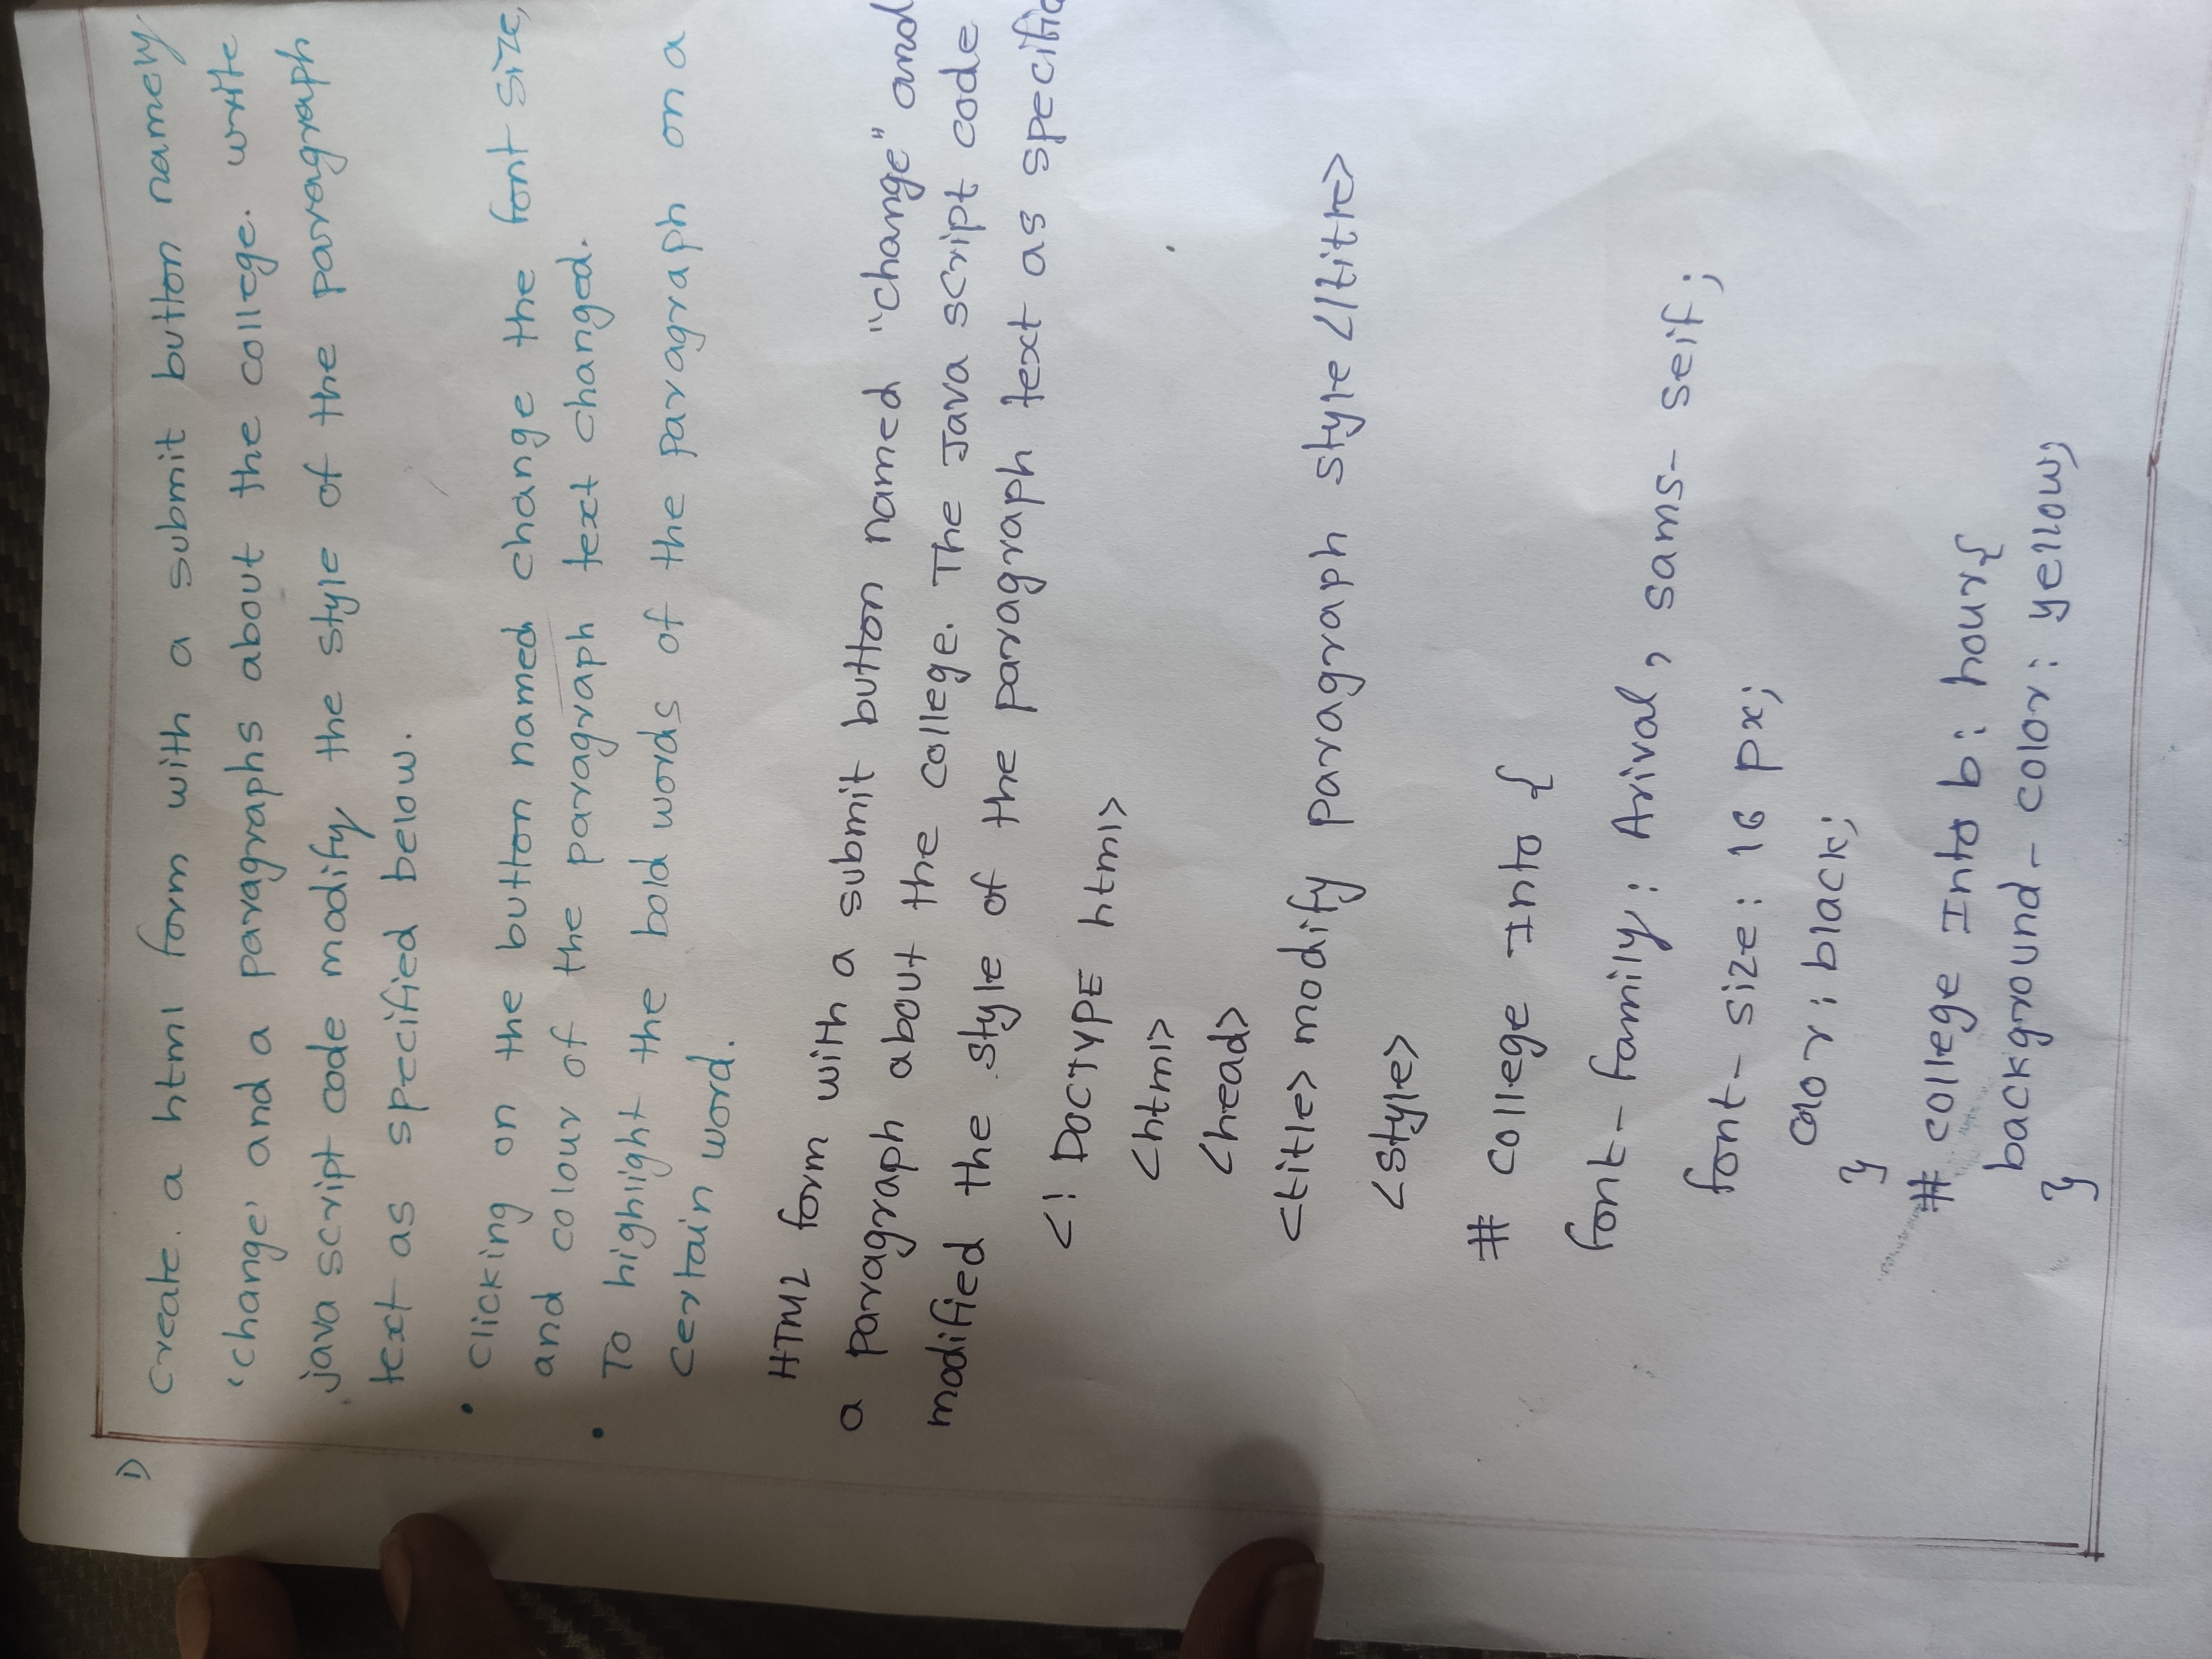 1)
create. a html form with a submit button namely
'change' and a paragraphs about the college. write
java script code modify the style of the paragraph
text as specified below.
• clicking on the button named change the font size,
and colour of the paragraph text changed.
• To highlight the bold words of the paragraph on a
certain word.
HTML form with a submit button named "change" and
a paragraph about the college. The Java script code
modified the style of the paragraph text as specific
<! DOCTYPE html>
<html>
<head>
<title> modify paragraph style </title>
<style>
# college Into {
font-family: Arival, sams- seif;
font- size: 16 px;
color: black;
}
# college Into b: hour{
background- color: yellow;
}